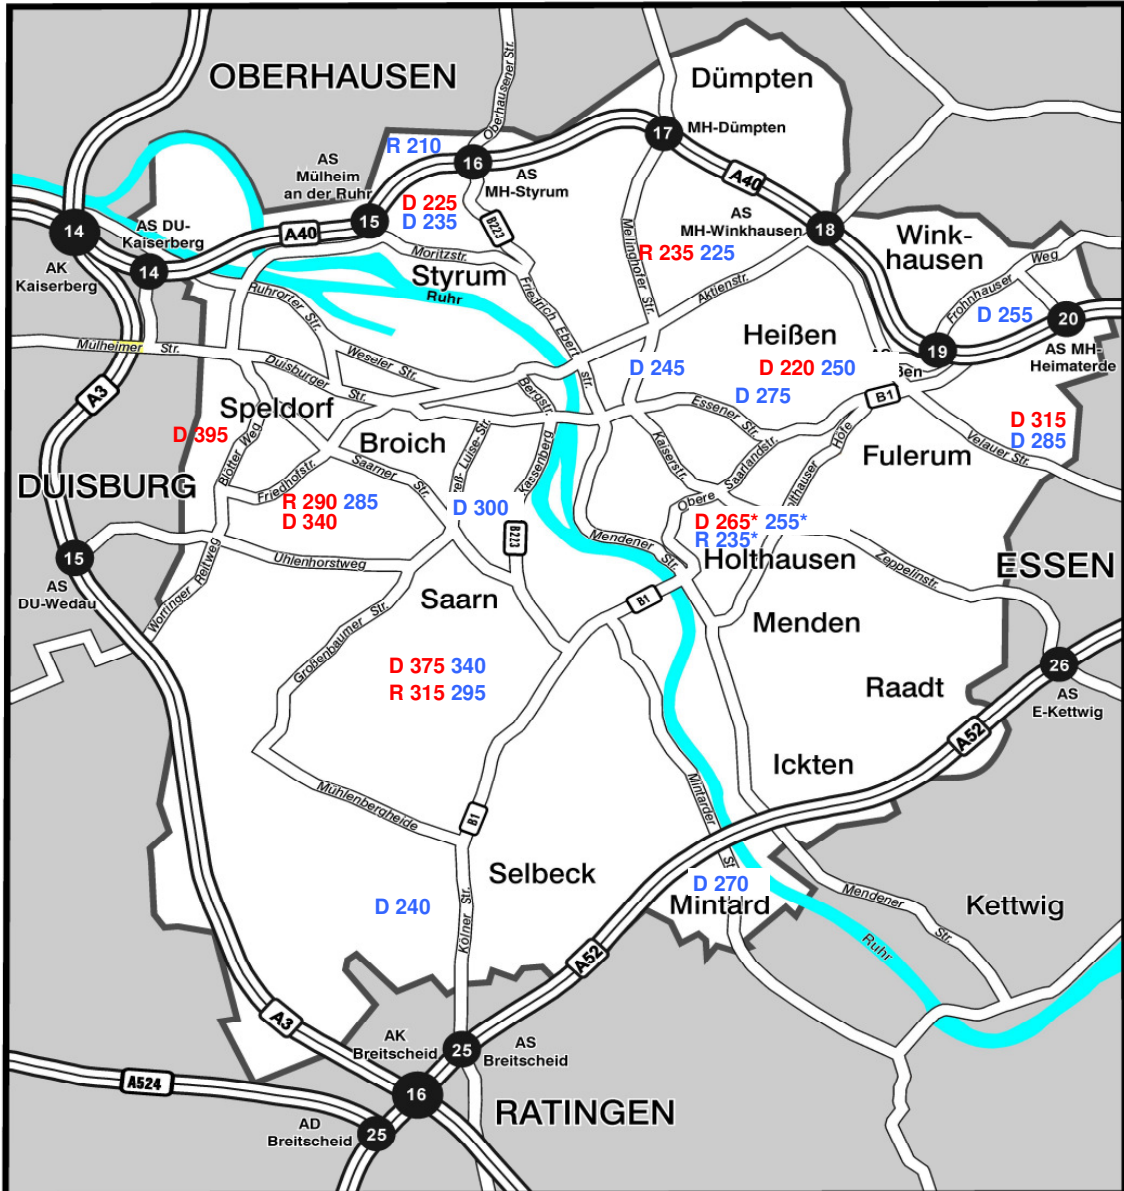 OBERHAUSEN
Oberhausener Str.
Dümpten
R 210
17
MH-Dümpten
16
AS
MH-Styrum
AS
Mülheim
an der Ruhr
15
A40
D 225
D 235
B223
A40
AS
MH-Winkhausen
18
Wink-
hausen
14
AK
Kaiserberg
AS DU-
Kaiserberg
14
A40
Moritzstr.
Styrum
Ruhr
Mellinghofer Str.
R 235 225
Aktienstr.
Frohnhauser Weg
D 255
20
AS MH-
Heimaterde
19
Ruhrorter Str.
Friedrich Ebert
str.
Heißen
D 245
D 220 250
D 275
ßen
B1
Mülheimer Str.
Weseler Str.
Duisburger Str.
A3
Speldorf
D 395
Blötter Weg
Broich
Bergstr.
Kassenberg
Essener Str.
Kaiserstr.
Obere Saarlandstr.
Höfe
Fulerum
D 315
D 285
Velauer Str.
DUISBURG
Friedhofstr.
Saarner Str.
R 290 285
D 340
D 300
B223
D 265* 255*
R 235*
Holthausen
Mendener Str.
Zeppelinstr.
ESSEN
15
AS
DU-Wedau
Worringer Reitweg
Uhlenhorstweg
Saarn
B1
Menden
Großenbaumer Str.
D 375 340
R 315 295
Raadt
26
AS
E-Kettwig
A52
Ickten
Mühlenbergheide
B1
Mintarder
Selbeck
D 240
Kölner Str.
D 270
Mintard
Mendener Str.
Kettwig
Ruhr
A52
A3
AK
Breitscheid
25
AS
Breitscheid
A524
16
AD
Breitscheid
25
RATINGEN